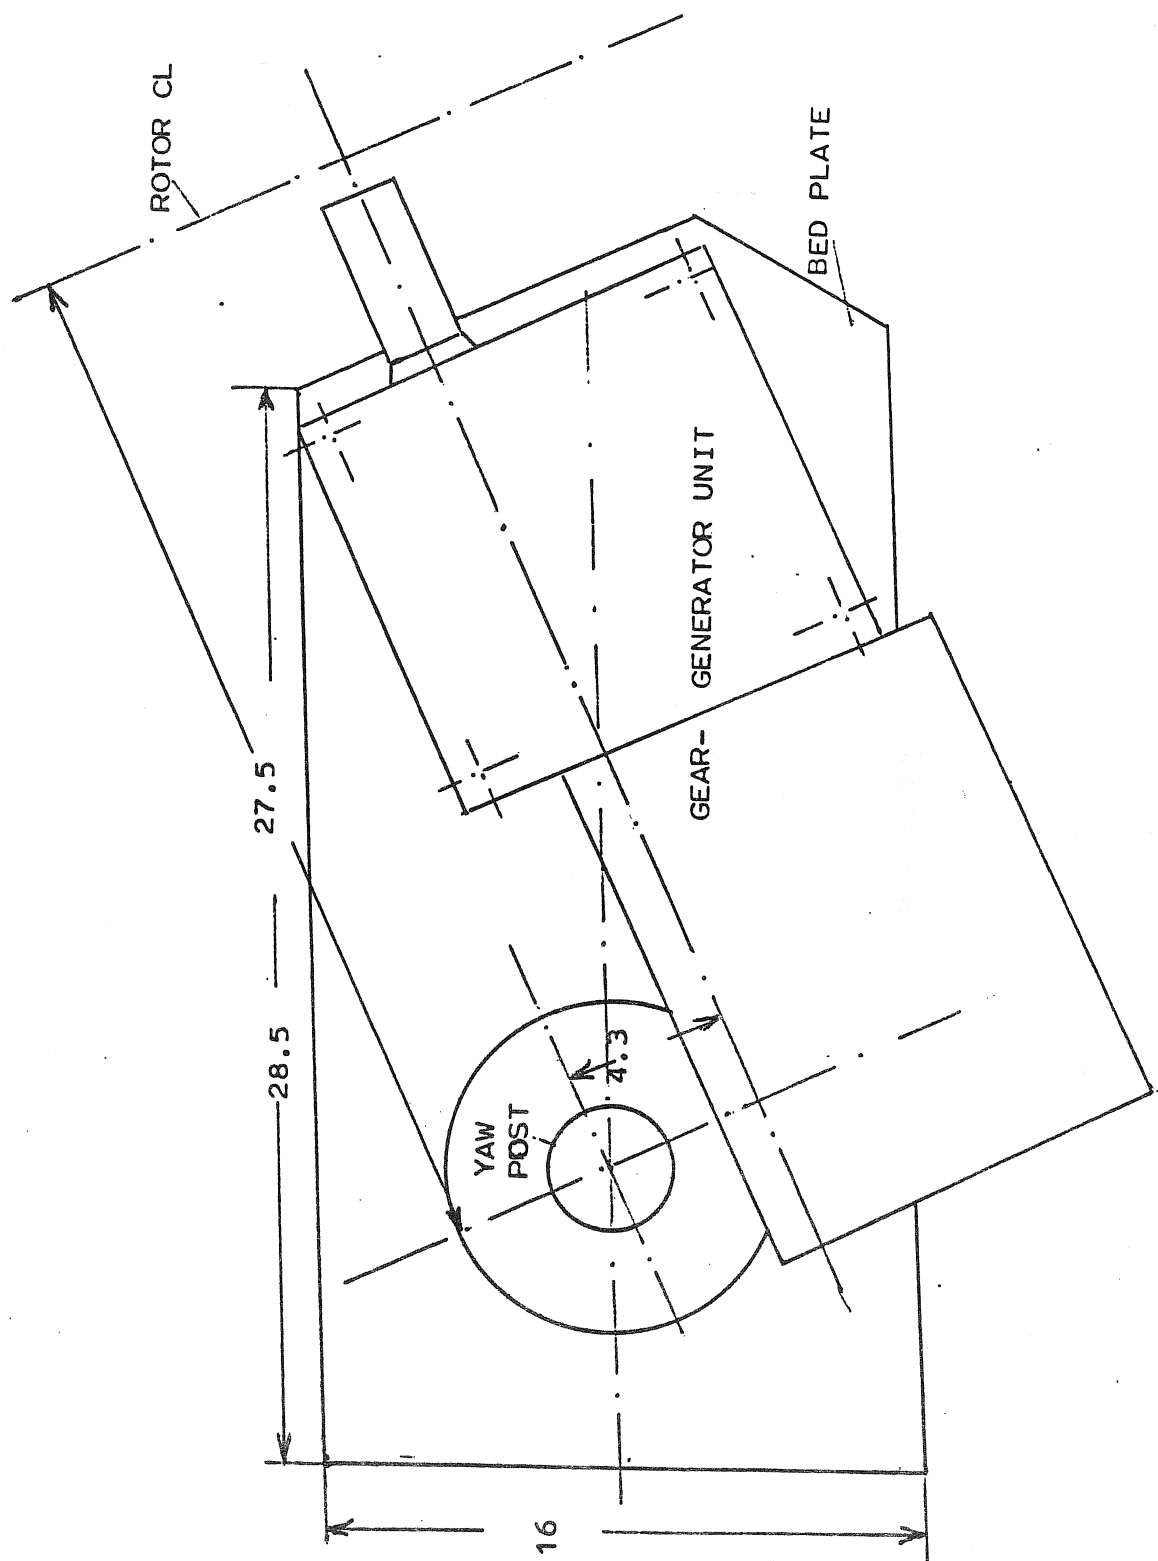 ROTOR CL
BED PLATE
27.5
28.5
GEAR- GENERATOR UNIT
4.3
YAW
POST
16